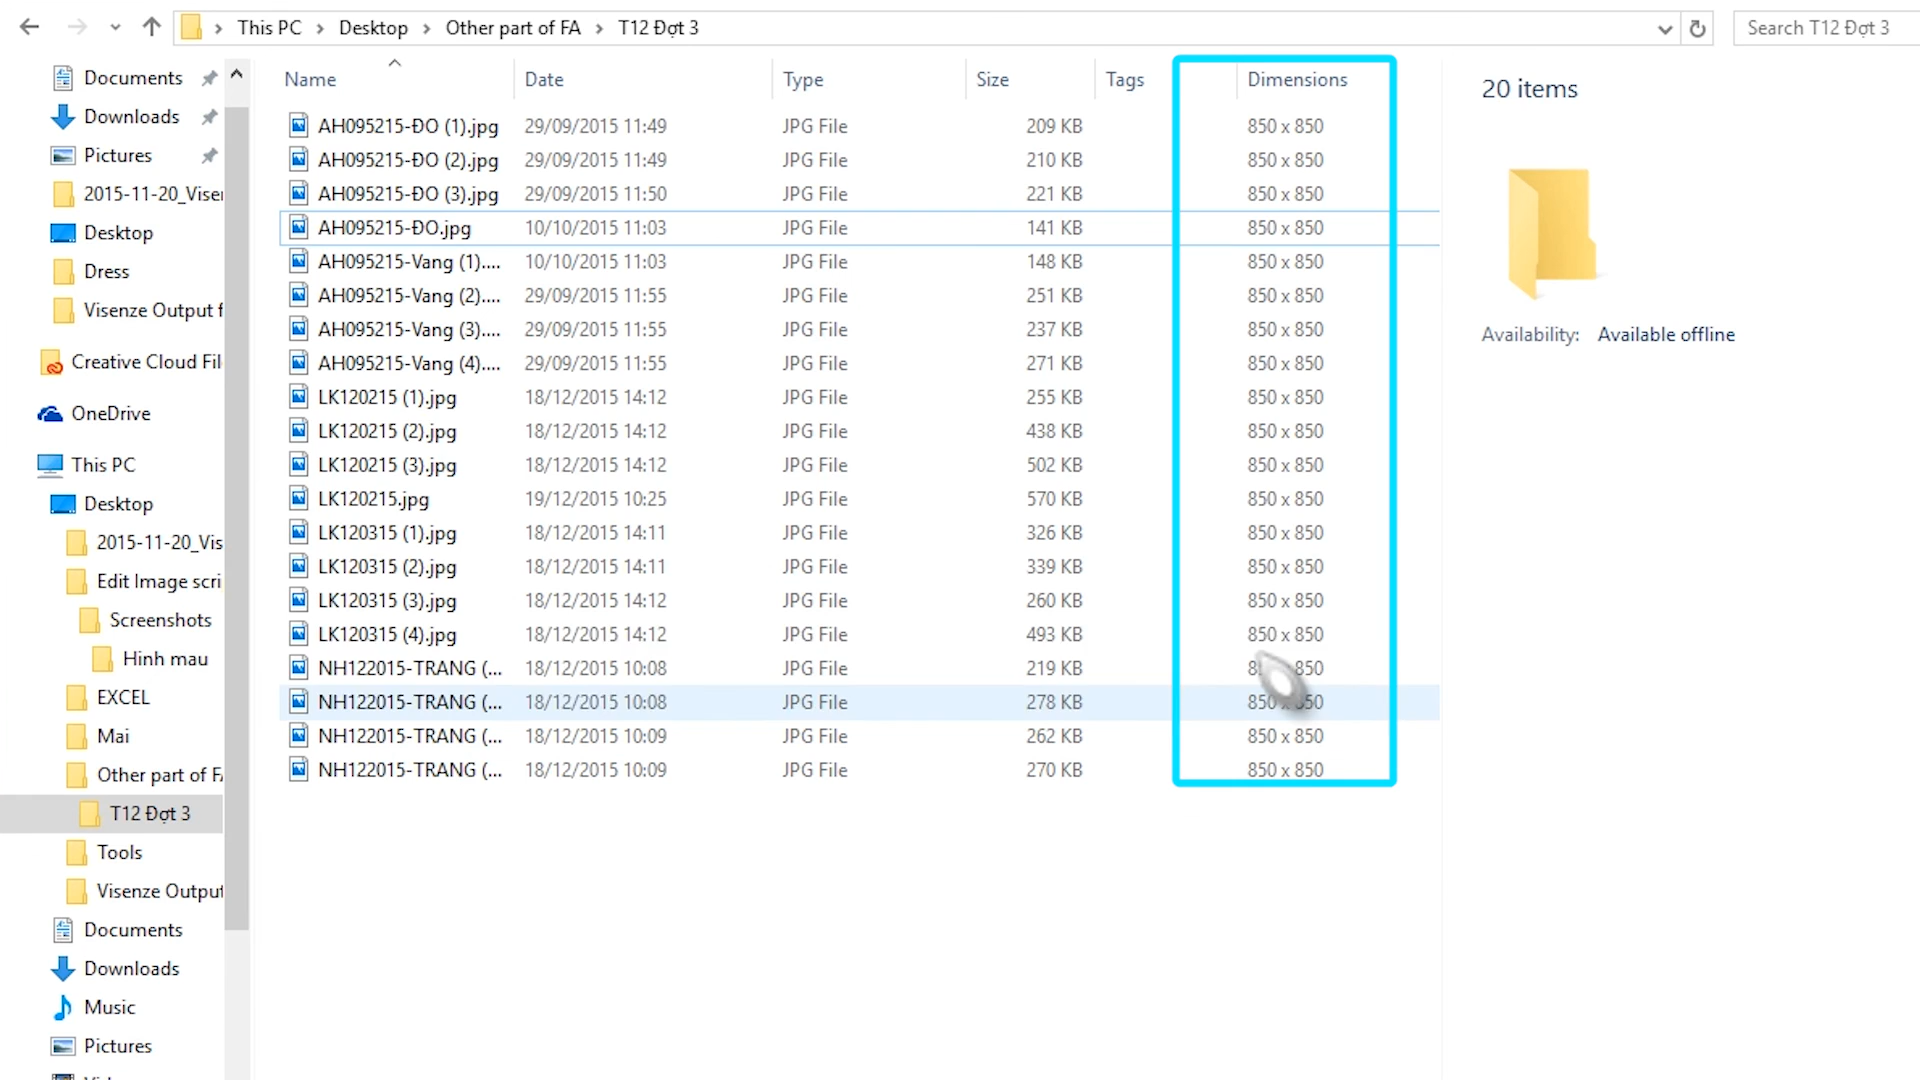 This PC > Desktop > Other part of FA > T12 Đợt 3
Search T12 Đợt 3
Documents
Downloads
Pictures
2015-11-20_Viser
Desktop
Dress
Visenze Output f
Creative Cloud Fil
OneDrive
This PC
Desktop
2015-11-20_Vis
Edit Image scri
Screenshots
Hinh mau
EXCEL
Mai
Other part of FA
T12 Đợt 3
Tools
Visenze Output
Documents
Downloads
Music
Pictures
Name Date Type Size Tags Dimensions
AH095215-ĐO (1).jpg 29/09/2015 11:49 JPG File 209 KB 850 x 850
AH095215-ĐO (2).jpg 29/09/2015 11:49 JPG File 210 KB 850 x 850
AH095215-ĐO (3).jpg 29/09/2015 11:50 JPG File 221 KB 850 x 850
AH095215-ĐO.jpg 10/10/2015 11:03 JPG File 141 KB 850 x 850
AH095215-Vang (1).... 10/10/2015 11:03 JPG File 148 KB 850 x 850
AH095215-Vang (2).... 29/09/2015 11:55 JPG File 251 KB 850 x 850
AH095215-Vang (3).... 29/09/2015 11:55 JPG File 237 KB 850 x 850
AH095215-Vang (4).... 29/09/2015 11:55 JPG File 271 KB 850 x 850
LK120215 (1).jpg 18/12/2015 14:12 JPG File 255 KB 850 x 850
LK120215 (2).jpg 18/12/2015 14:12 JPG File 438 KB 850 x 850
LK120215 (3).jpg 18/12/2015 14:12 JPG File 502 KB 850 x 850
LK120215.jpg 19/12/2015 10:25 JPG File 570 KB 850 x 850
LK120315 (1).jpg 18/12/2015 14:11 JPG File 326 KB 850 x 850
LK120315 (2).jpg 18/12/2015 14:11 JPG File 339 KB 850 x 850
LK120315 (3).jpg 18/12/2015 14:12 JPG File 260 KB 850 x 850
LK120315 (4).jpg 18/12/2015 14:12 JPG File 493 KB 850 x 850
NH122015-TRANG (... 18/12/2015 10:08 JPG File 219 KB 850
NH122015-TRANG (... 18/12/2015 10:08 JPG File 278 KB 850 x 850
NH122015-TRANG (... 18/12/2015 10:09 JPG File 262 KB 850 x 850
NH122015-TRANG (... 18/12/2015 10:09 JPG File 270 KB 850 x 850
20 items
Availability: Available offline